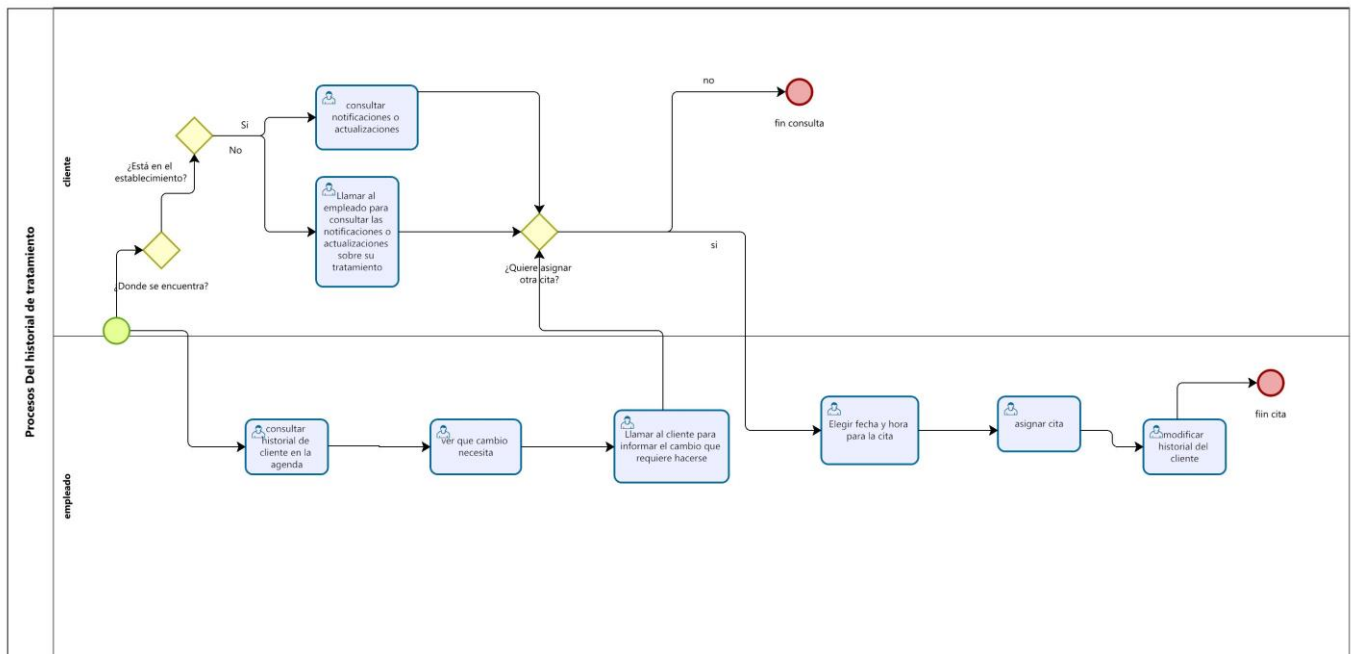 Procesos Del historial de tratamiento
cliente
¿Está en el
establecimiento?
Si
No
¿Donde se encuentra?
consultar
notificaciones o
actualizaciones
Llamar al
empleado para
consultar las
notificaciones o
actualizaciones
sobre su
tratamiento
¿Quiere asignar
otra cita?
no
si
fin consulta
empleado
consultar
historial de
cliente en la
agenda
ver que cambio
necesita
Llamar al cliente para
informar el cambio que
requiere hacerse
Elegir fecha y hora
para la cita
asignar cita
modificar
historial del
cliente
fiin cita